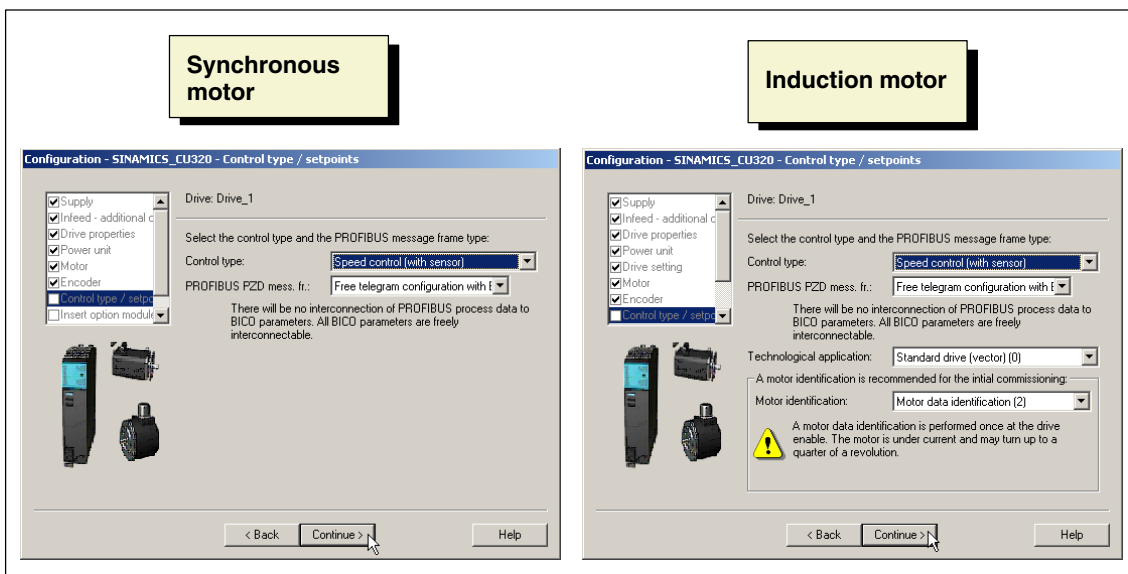 Synchronous
motor
Configuration - SINAMICS_CU320 - Control type / setpoints
Supply
Infeed - additional c
Drive properties
Power unit
Motor
Encoder
Control type / setpo
Insert option module
Drive: Drive_1
Select the control type and the PROFIBUS message frame type:
Control type:
Speed control (with sensor)
PROFIBUS PZD mess. fr.:
Free telegram configuration with B
There will be no interconnection of PROFIBUS process data to
BICO parameters. All BICO parameters are freely
interconnectable.
< Back
Continue >
Help
Induction motor
Configuration - SINAMICS_CU320 - Control type / setpoints
Supply
Infeed - additional c
Drive properties
Power unit
Drive setting
Motor
Encoder
Control type / setpo
Drive: Drive_1
Select the control type and the PROFIBUS message frame type:
Control type:
Speed control (with sensor)
PROFIBUS PZD mess. fr.:
Free telegram configuration with B
There will be no interconnection of PROFIBUS process data to
BICO parameters. All BICO parameters are freely
interconnectable.
Technological application:
Standard drive (vector) (0)
A motor identification is recommended for the intial commissioning:
Motor identification:
Motor data identification (2)
A motor data identification is performed once at the drive
enable. The motor is under current and may turn up to a
quarter of a revolution.
< Back
Continue >
Help